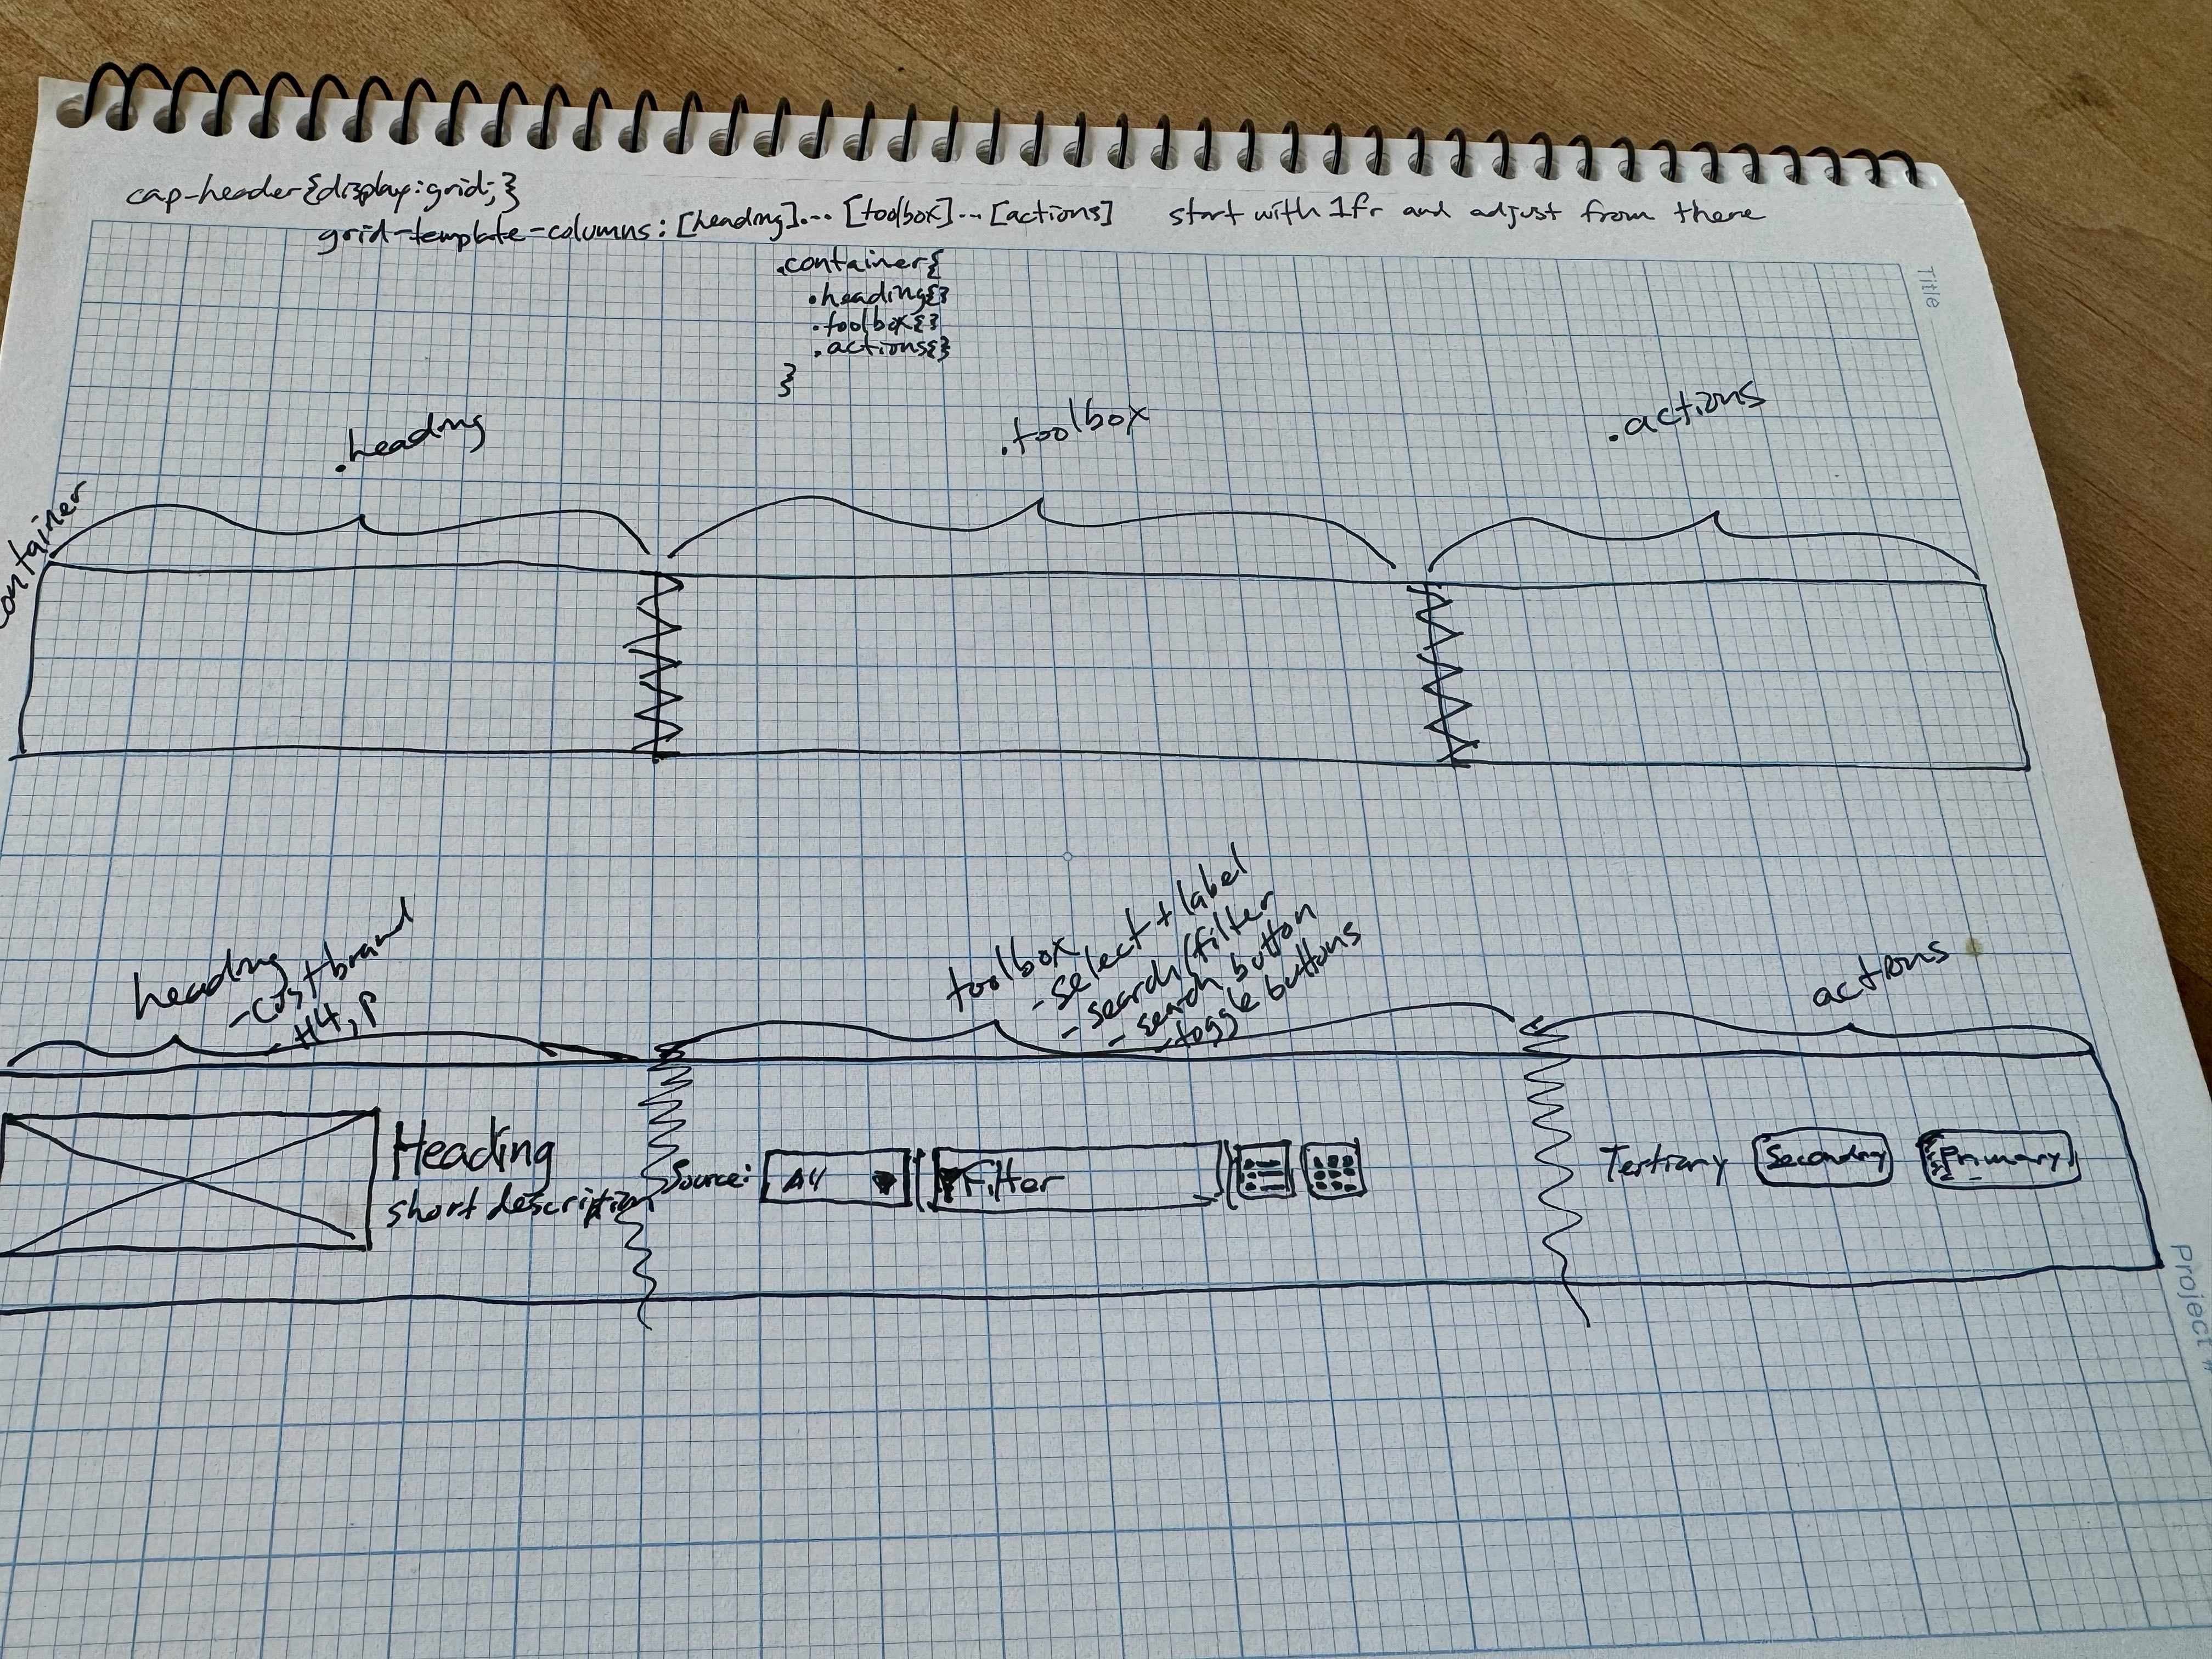 cap-header{display:grid;}
grid-template-columns: [heading]... [toolbox]... [actions] start with 1fr and adjust from there
.container{
.heading{}
.toolbox{}
.actions{}
}
Title
.heading
.toolbox
.actions
ontainer
heading
- cust brand
- H4, P
toolbox
- select + label
- search/filter
- search button
- toggle buttons
actions
Heading
short description
Source: All Filter
Tertiary Secondary Primary
Project #